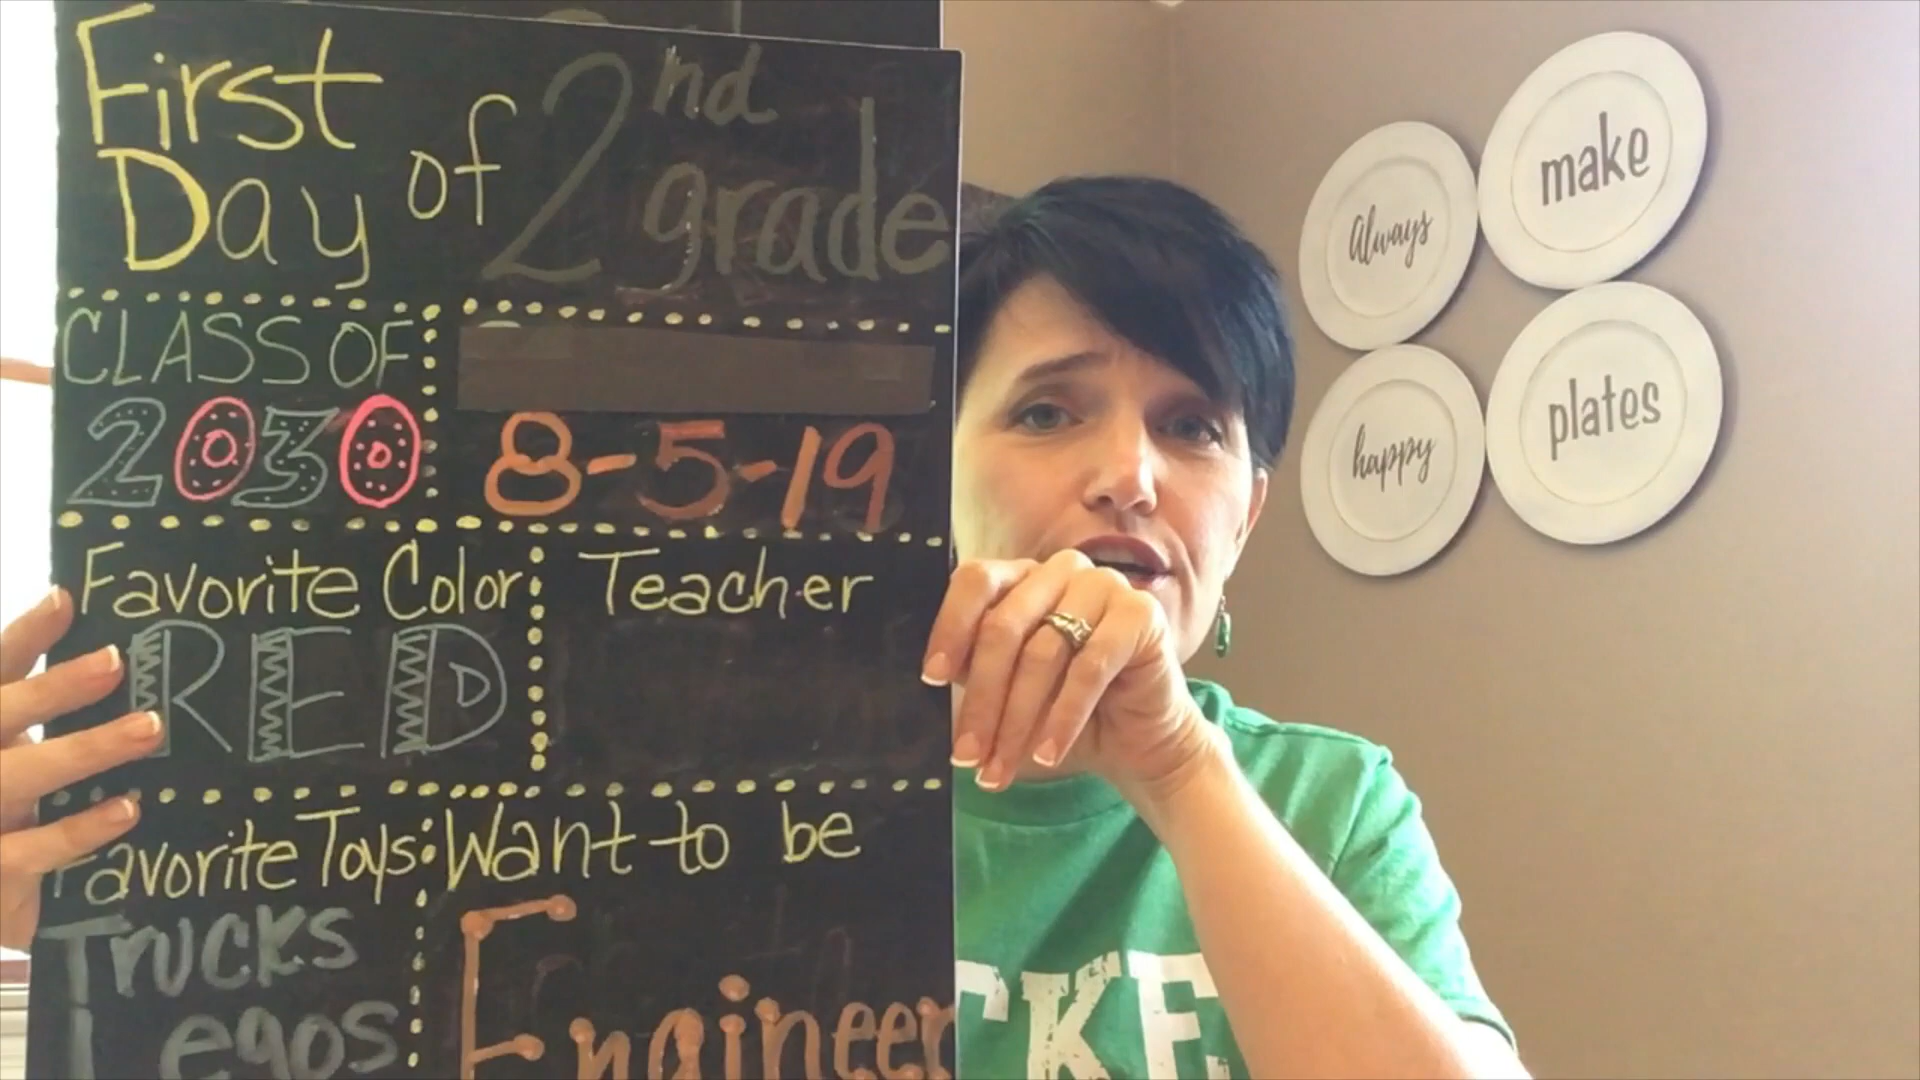 First
Day of 2nd grade
CLASS OF
2030
8-5-19
Favorite Color
RED
Teacher
Favorite Toys
Trucks
Legos
Want to be
Engineer
Always
make
happy
plates
CKE